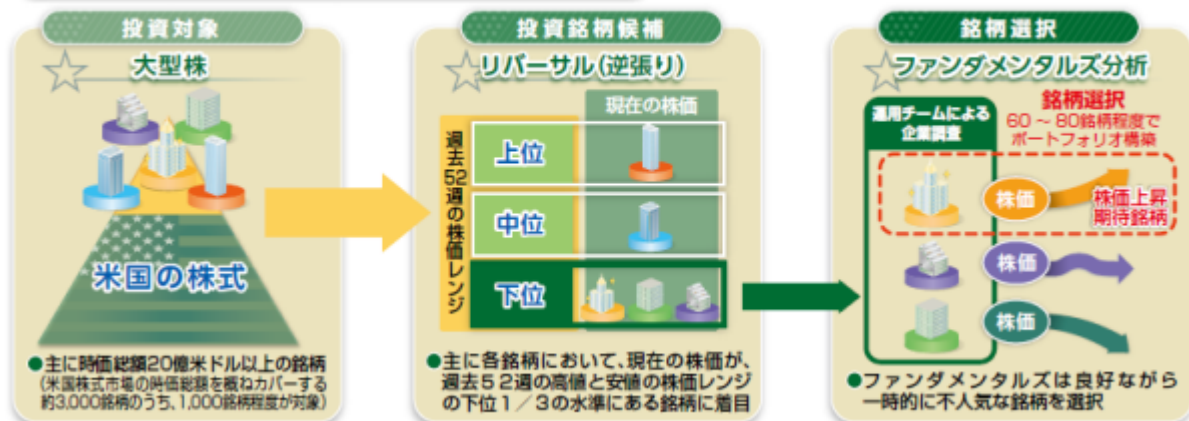 投資対象
大型株
米国の株式
●主に時価総額20億米ドル以上の銘柄
(米国株式市場の時価総額を概ねカバーする
約3,000銘柄のうち、1,000銘柄程度が対象)
投資銘柄候補
リバーサル(逆張り)
現在の株価
過去52週の株価レンジ
上位
中位
下位
●主に各銘柄において、現在の株価が、
過去52週の高値と安値の株価レンジ
の下位1/3の水準にある銘柄に着目
銘柄選択
ファンダメンタルズ分析
運用チームによる
企業調査
銘柄選択
60~80銘柄程度で
ポートフォリオ構築
株価
株価上昇
期待銘柄
株価
株価
●ファンダメンタルズは良好ながら
一時的に不人気な銘柄を選択